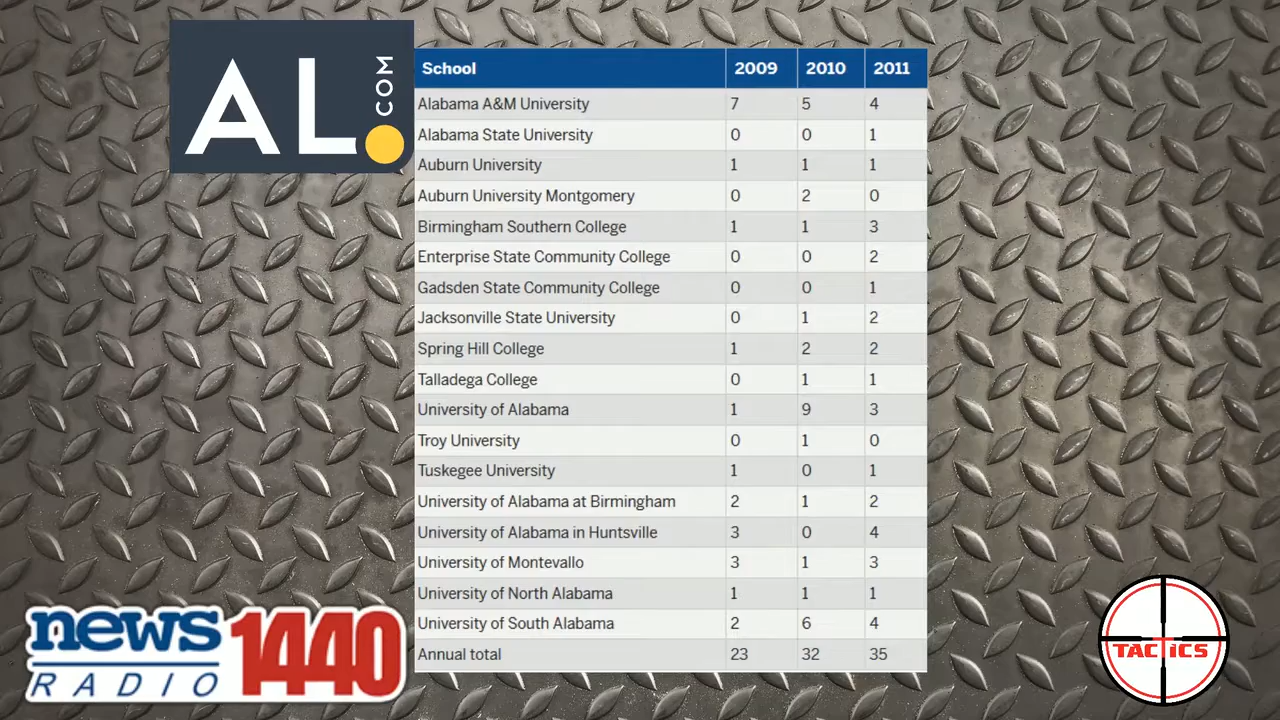 AL.COM
School 2009 2010 2011
Alabama A&M University 7 5 4
Alabama State University 0 0 1
Auburn University 1 1 1
Auburn University Montgomery 0 2 0
Birmingham Southern College 1 1 3
Enterprise State Community College 0 0 2
Gadsden State Community College 0 0 1
Jacksonville State University 0 1 2
Spring Hill College 1 2 2
Talladega College 0 1 1
University of Alabama 1 9 3
Troy University 0 1 0
Tuskegee University 1 0 1
University of Alabama at Birmingham 2 1 2
University of Alabama in Huntsville 3 0 4
University of Montevallo 3 1 3
University of North Alabama 1 1 1
University of South Alabama 2 6 4
Annual total 23 32 35
news 1440
RADIO
TACTICS